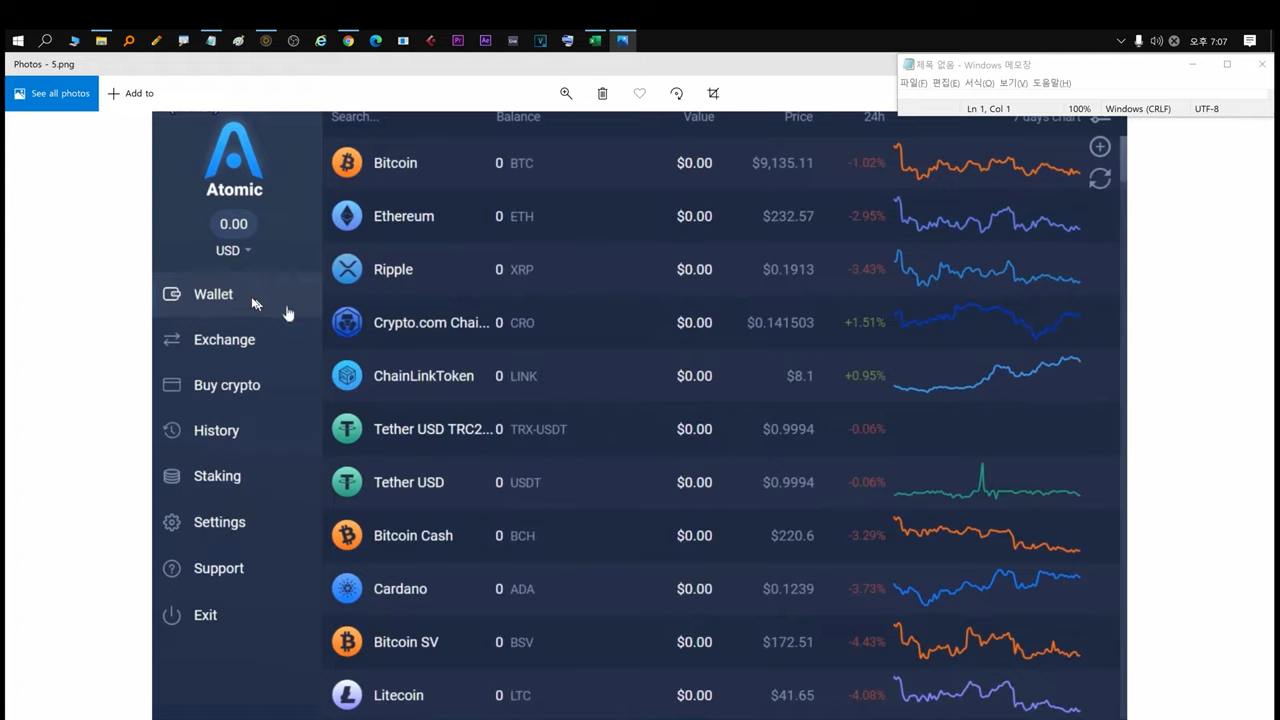 오후 7:07
Photos - 5.png
제목 없음 - Windows 메모장
See all photos
Add to
파일(F) 편집(E) 서식(O) 보기(V) 도움말(H)
Ln 1, Col 1 100% Windows (CRLF) UTF-8
Search... Balance Value Price 24h 7 days chart
Atomic
0.00
USD
Wallet
Exchange
Buy crypto
History
Staking
Settings
Support
Exit
Bitcoin 0 BTC $0.00 $9,135.11 -1.02%
Ethereum 0 ETH $0.00 $232.57 -2.95%
Ripple 0 XRP $0.00 $0.1913 -3.43%
Crypto.com Chai... 0 CRO $0.00 $0.141503 +1.51%
ChainLinkToken 0 LINK $0.00 $8.1 +0.95%
Tether USD TRC2... 0 TRX-USDT $0.00 $0.9994 -0.06%
Tether USD 0 USDT $0.00 $0.9994 -0.06%
Bitcoin Cash 0 BCH $0.00 $220.6 -3.29%
Cardano 0 ADA $0.00 $0.1239 -3.73%
Bitcoin SV 0 BSV $0.00 $172.51 -4.43%
Litecoin 0 LTC $0.00 $41.65 -4.08%